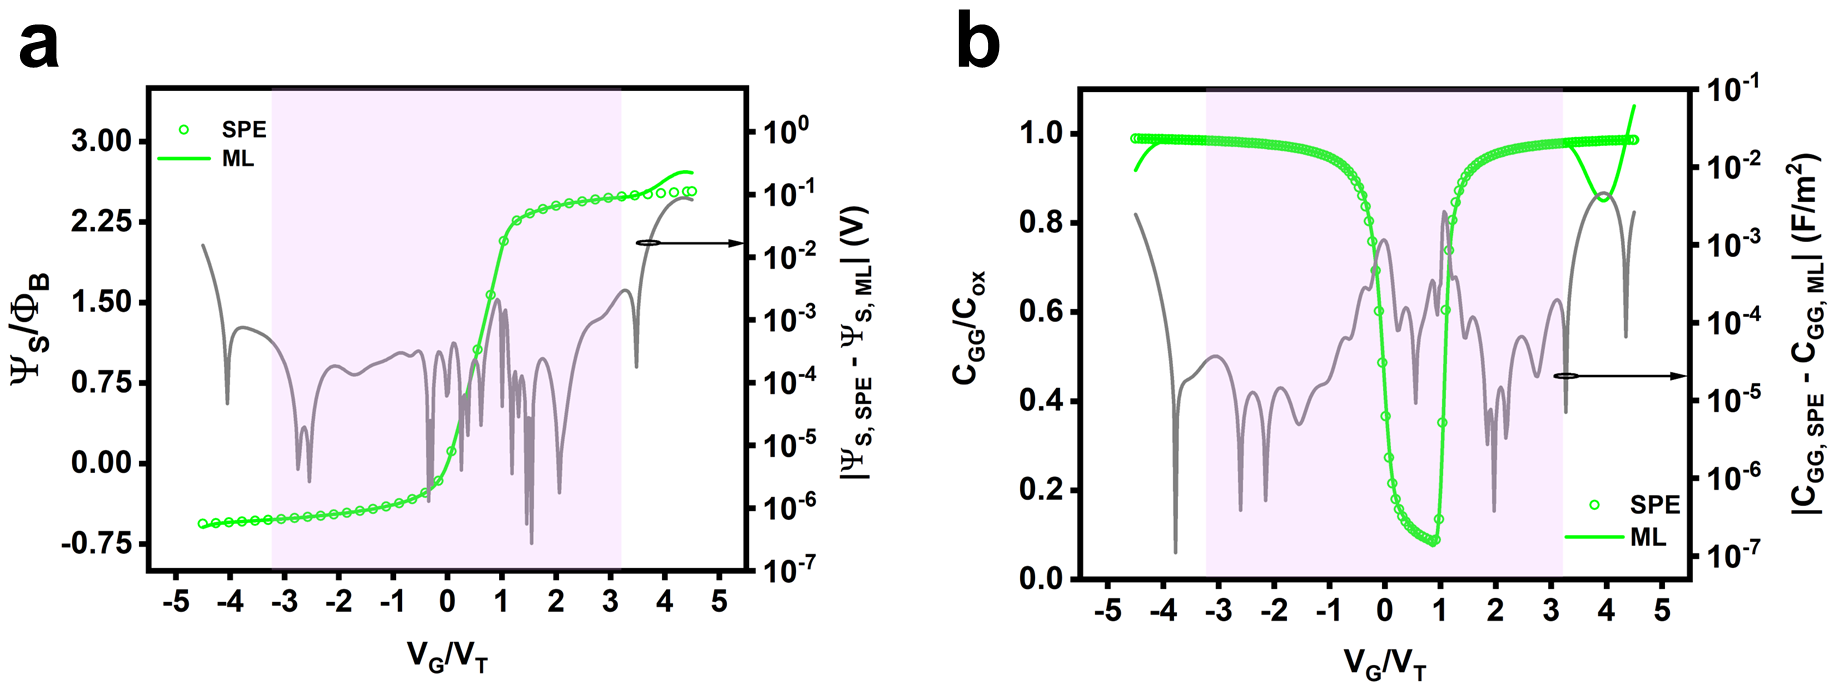 a
b
SPE
ML
3.00
2.25
1.50
0.75
0.00
-0.75
Ψ_S/Φ_B
10^0
10^-1
10^-2
10^-3
10^-4
10^-5
10^-6
10^-7
|Ψ_S, SPE - Ψ_S, ML| (V)
-5 -4 -3 -2 -1 0 1 2 3 4 5
V_G/V_T
1.0
0.8
0.6
0.4
0.2
0.0
C_GG/C_ox
10^-1
10^-2
10^-3
10^-4
10^-5
10^-6
10^-7
|C_GG, SPE - C_GG, ML| (F/m^2)
SPE
ML
-5 -4 -3 -2 -1 0 1 2 3 4 5
V_G/V_T